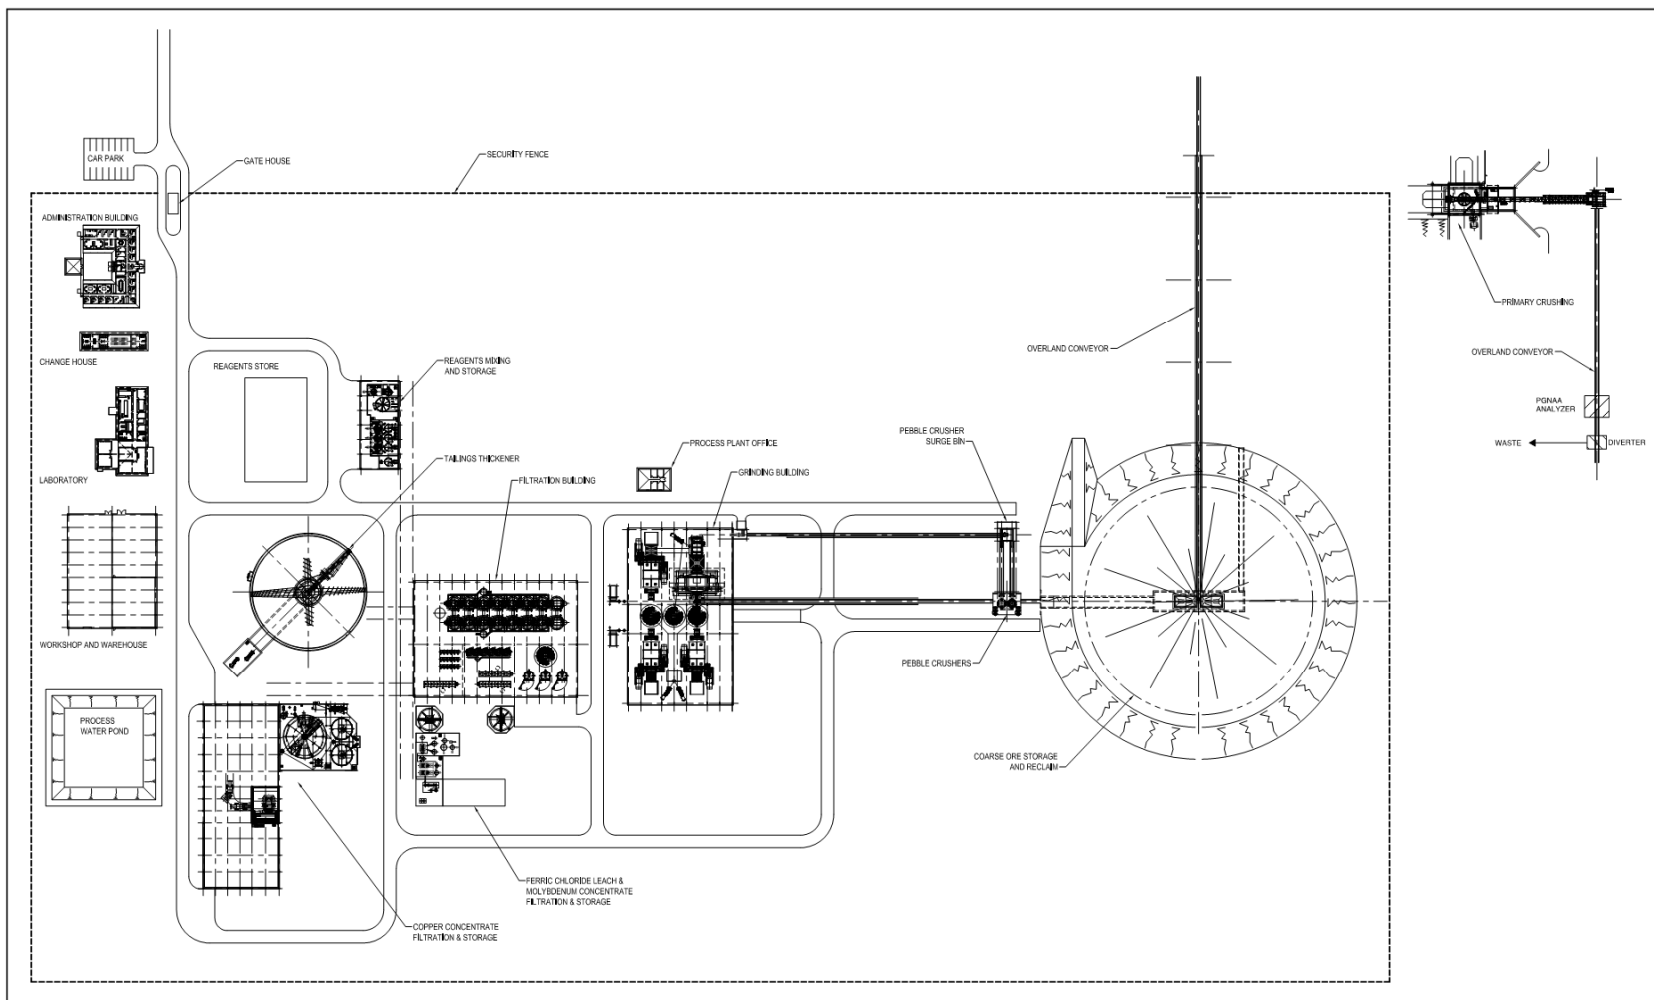 CAR PARK
GATE HOUSE
SECURITY FENCE
ADMINISTRATION BUILDING
PRIMARY CRUSHING
OVERLAND CONVEYOR
OVERLAND CONVEYOR
CHANGE HOUSE
REAGENTS STORE
REAGENTS MIXING
AND STORAGE
PGNAA
ANALYZER
WASTE
DIVERTER
PEBBLE CRUSHER
SURGE BIN
PROCESS PLANT OFFICE
TAILINGS THICKENER
GRINDING BUILDING
LABORATORY
FILTRATION BUILDING
WORKSHOP AND WAREHOUSE
PEBBLE CRUSHERS
PROCESS
WATER POND
COARSE ORE STORAGE
AND RECLAIM
FERRIC CHLORIDE LEACH &
MOLYBDENUM CONCENTRATE
FILTRATION & STORAGE
COPPER CONCENTRATE
FILTRATION & STORAGE